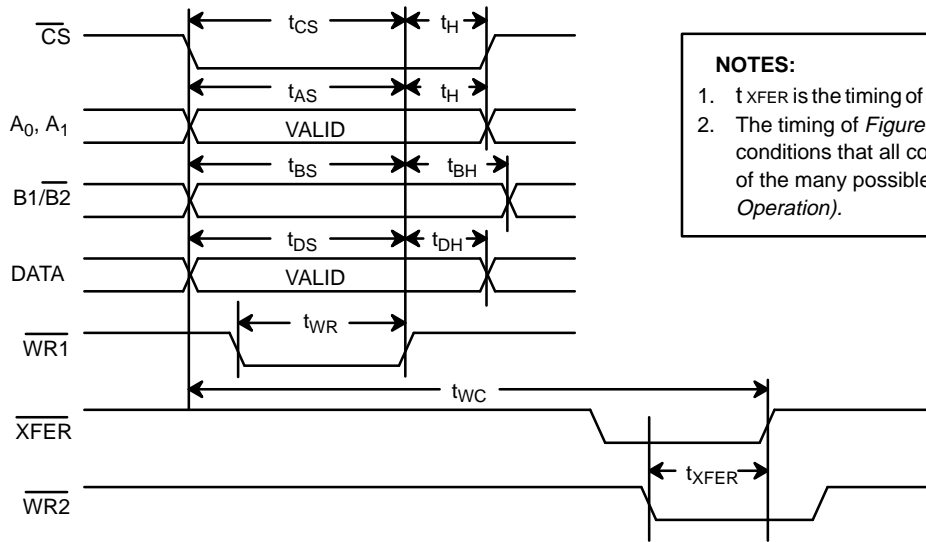 CS
tCS
tH
tAS
tH
A0, A1
VALID
tBS
tBH
B1/B2
tDS
tDH
DATA
VALID
tWR
WR1
tWC
XFER
tXFER
WR2
NOTES:
1. t XFER is the timing of
2. The timing of Figure
conditions that all co
of the many possible
Operation).